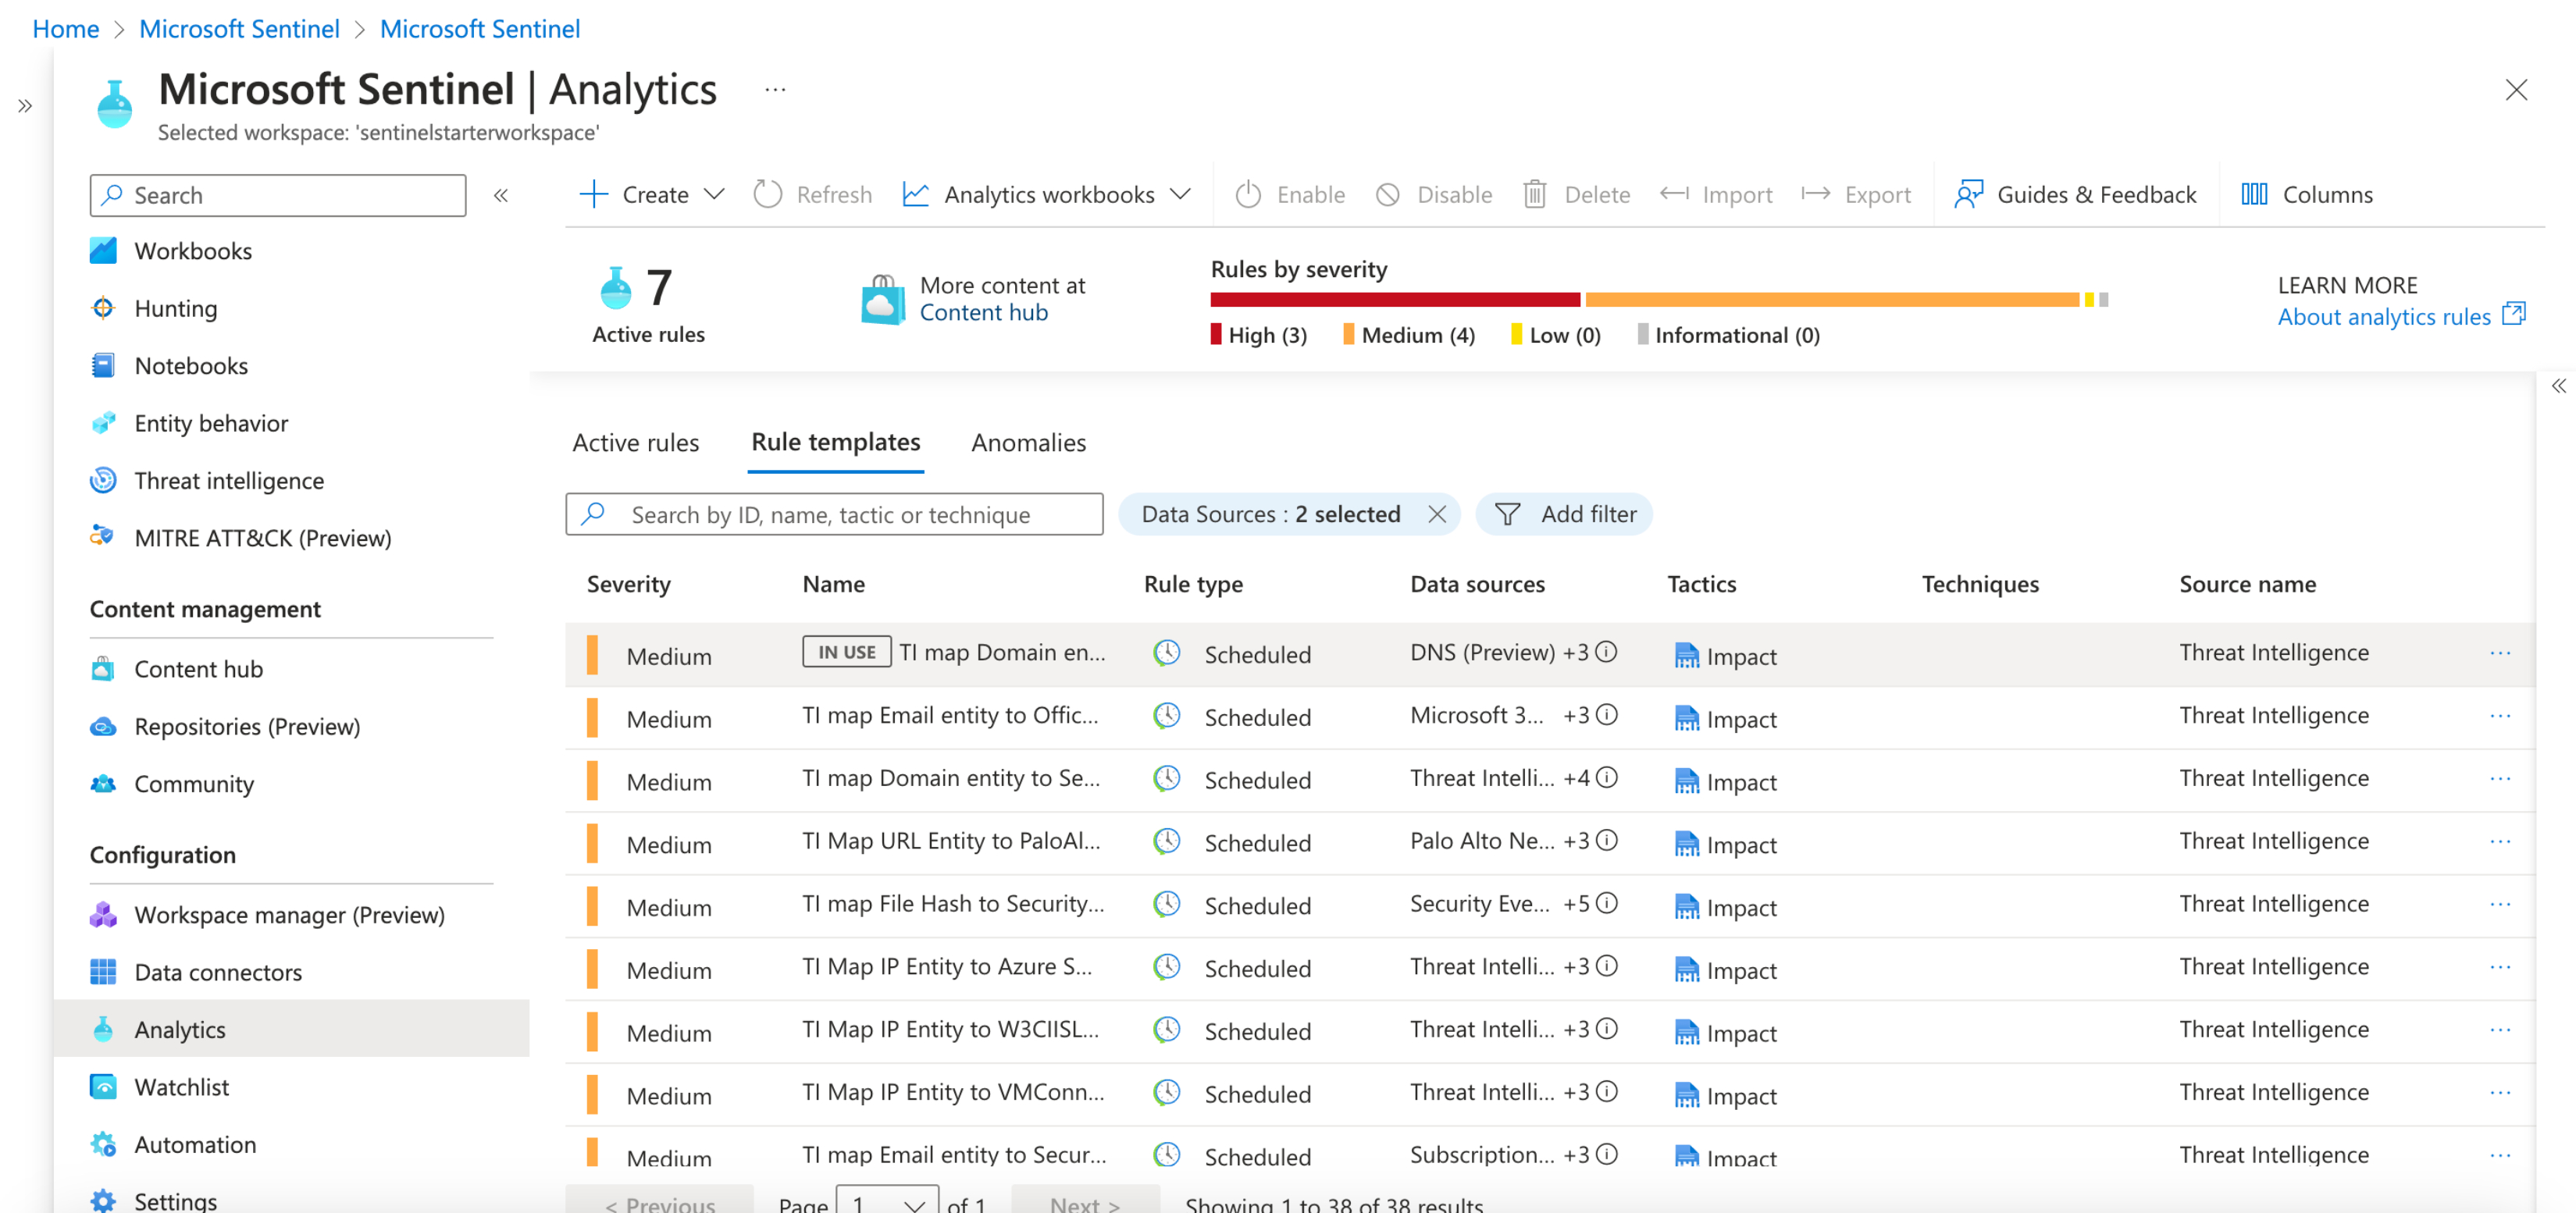 Home > Microsoft Sentinel > Microsoft Sentinel
Microsoft Sentinel | Analytics ...
Selected workspace: 'sentinelstarterworkspace'
Search
Workbooks
Hunting
Notebooks
Entity behavior
Threat intelligence
MITRE ATT&CK (Preview)
Content management
Content hub
Repositories (Preview)
Community
Configuration
Workspace manager (Preview)
Data connectors
Analytics
Watchlist
Automation
Settings
Create Refresh Analytics workbooks Enable Disable Delete Import Export Guides & Feedback Columns
7
Active rules
More content at
Content hub
Rules by severity
High (3) Medium (4) Low (0) Informational (0)
LEARN MORE
About analytics rules
Active rules Rule templates Anomalies
Search by ID, name, tactic or technique Data Sources : 2 selected Add filter
Severity Name Rule type Data sources Tactics Techniques Source name
Medium IN USE TI map Domain en... Scheduled DNS (Preview) +3 Impact Threat Intelligence ...
Medium TI map Email entity to Offic... Scheduled Microsoft 3... +3 Impact Threat Intelligence ...
Medium TI map Domain entity to Se... Scheduled Threat Intelli... +4 Impact Threat Intelligence ...
Medium TI Map URL Entity to PaloAl... Scheduled Palo Alto Ne... +3 Impact Threat Intelligence ...
Medium TI map File Hash to Security... Scheduled Security Eve... +5 Impact Threat Intelligence ...
Medium TI Map IP Entity to Azure S... Scheduled Threat Intelli... +3 Impact Threat Intelligence ...
Medium TI Map IP Entity to W3CIISL... Scheduled Threat Intelli... +3 Impact Threat Intelligence ...
Medium TI Map IP Entity to VMConn... Scheduled Threat Intelli... +3 Impact Threat Intelligence ...
Medium TI map Email entity to Secur... Scheduled Subscription... +3 Impact Threat Intelligence ...
< Previous Page 1 of 1 Next > Showing 1 to 38 of 38 results